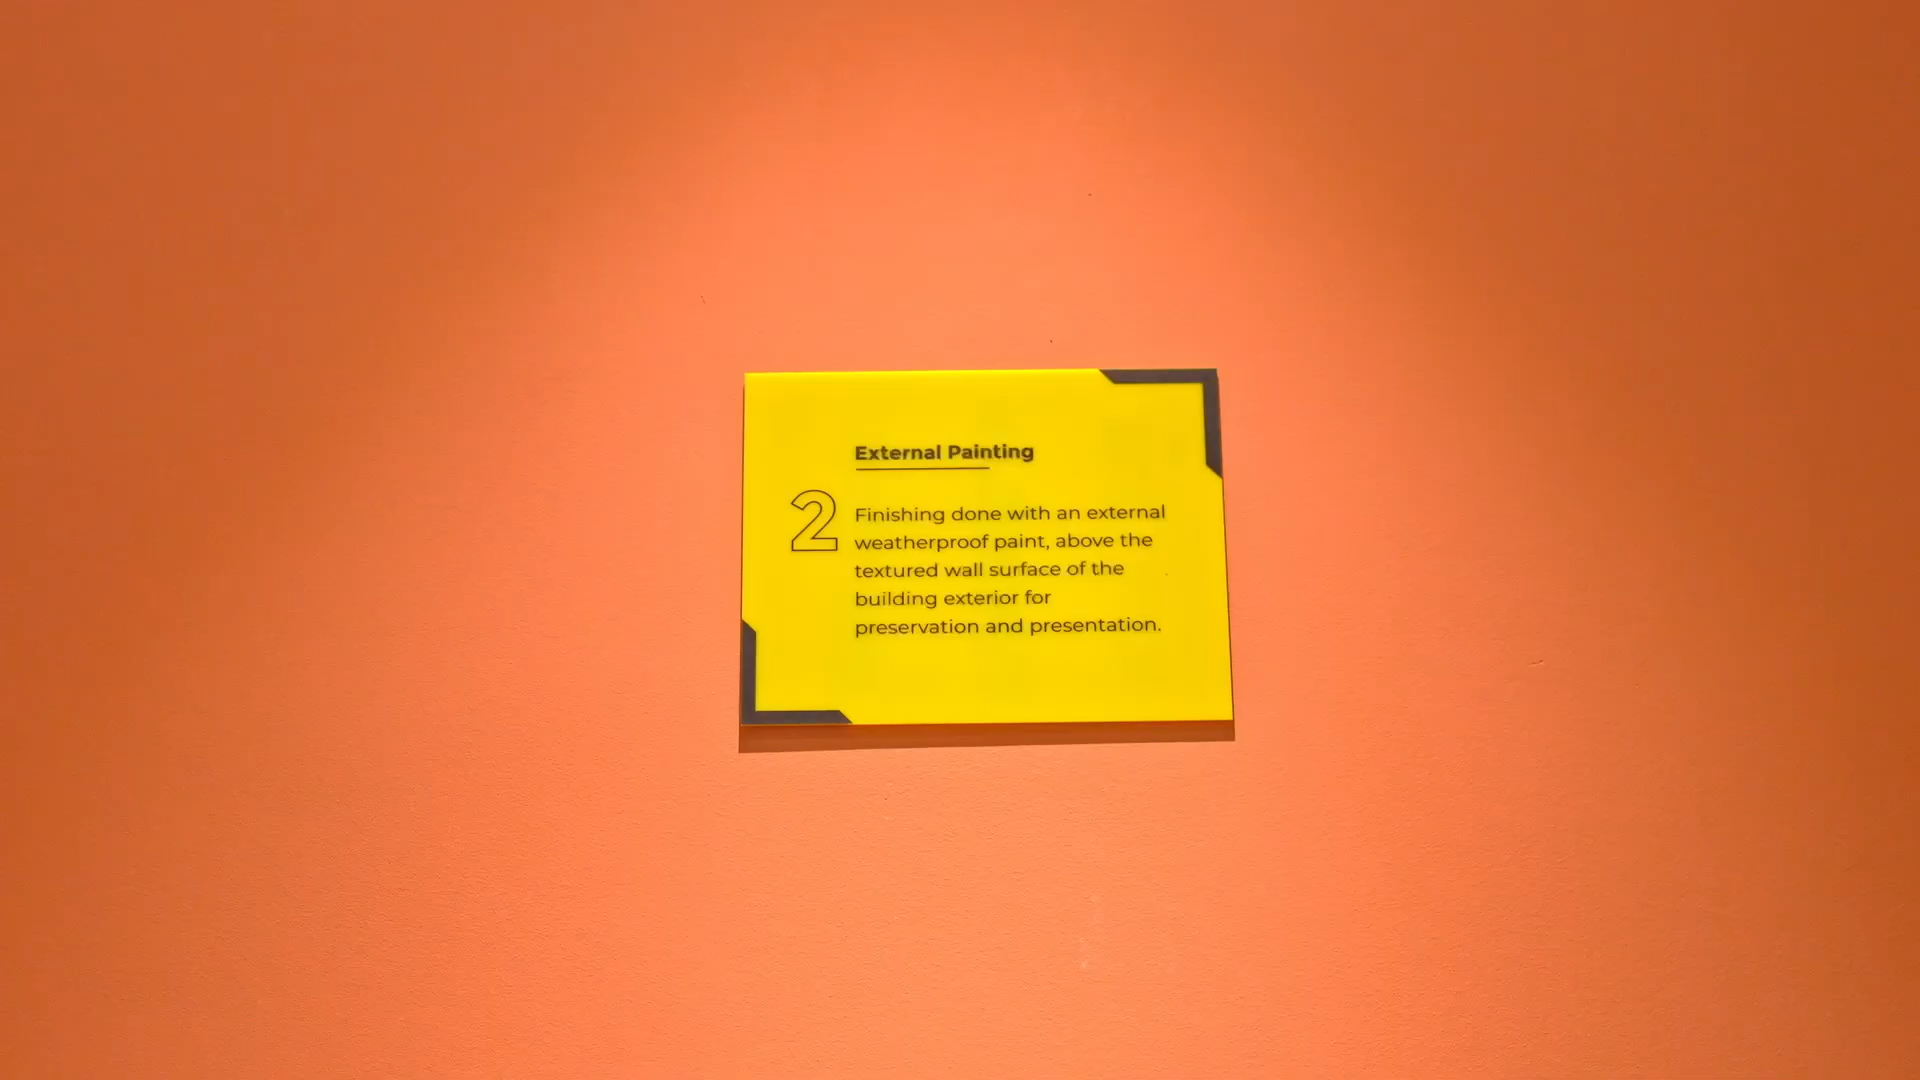 External Painting
2
Finishing done with an external
weatherproof paint, above the
textured wall surface of the
building exterior for
preservation and presentation.